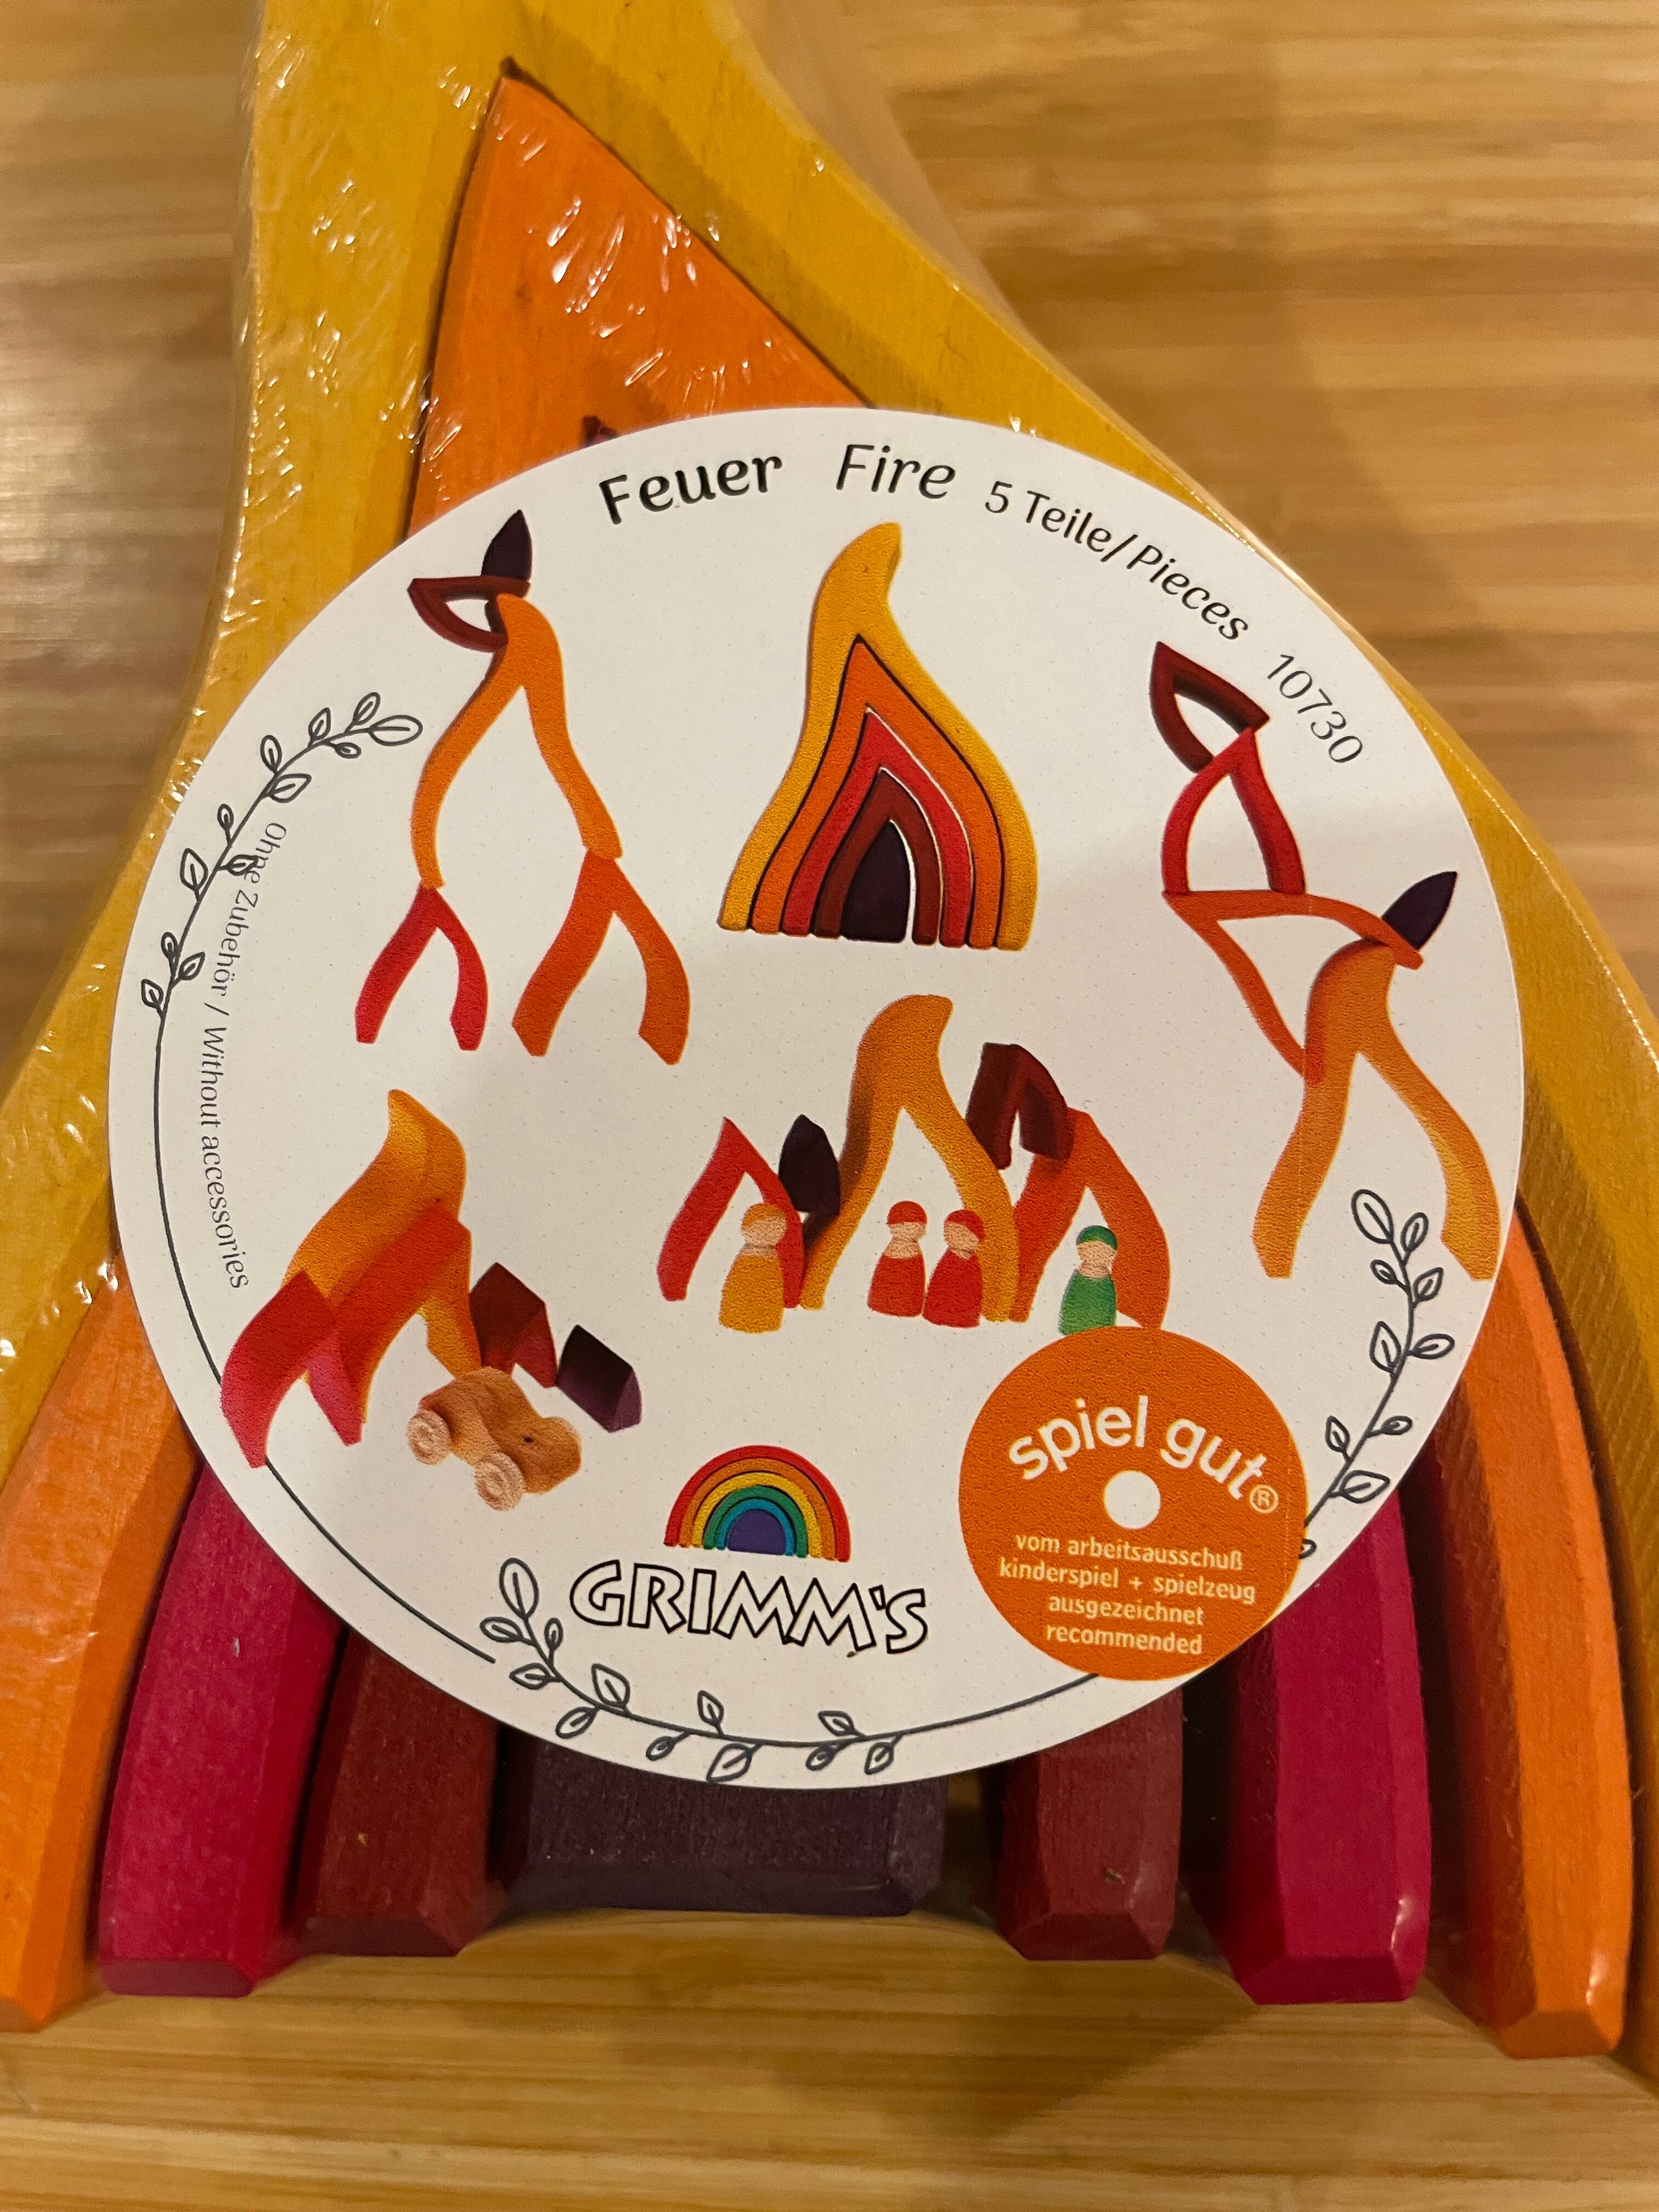 Feuer Fire 5 Teile/Pieces 10730
Ohne Zubehör / Without accessories
GRIMM'S
spiel gut®
vom arbeitsausschuß
kinderspiel + spielzeug
ausgezeichnet
recommended